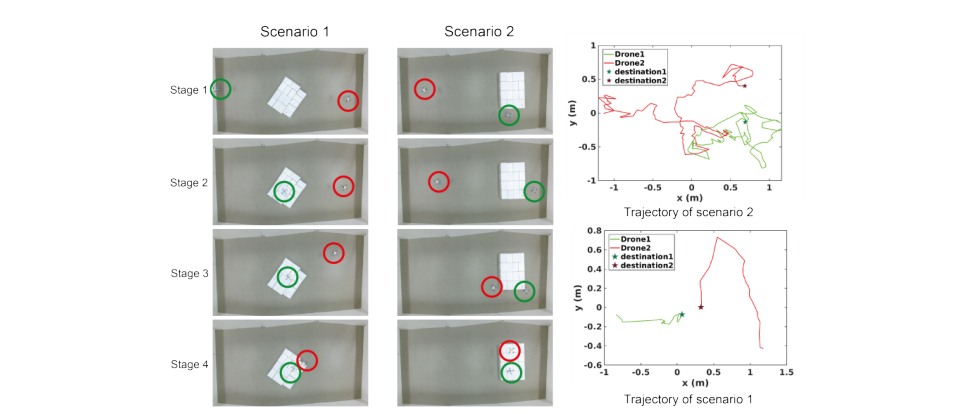 Scenario 1
Scenario 2
Stage 1
Stage 2
Stage 3
Stage 4
1
0.5
0
-0.5
-1
y (m)
Drone1
Drone2
destination1
destination2
-1 -0.5 0 0.5 1
x (m)
Trajectory of scenario 2
0.8
0.6
0.4
0.2
0
-0.2
-0.4
-0.6
y (m)
Drone1
Drone2
destination1
destination2
-1 -0.5 0 0.5 1 1.5
x (m)
Trajectory of scenario 1